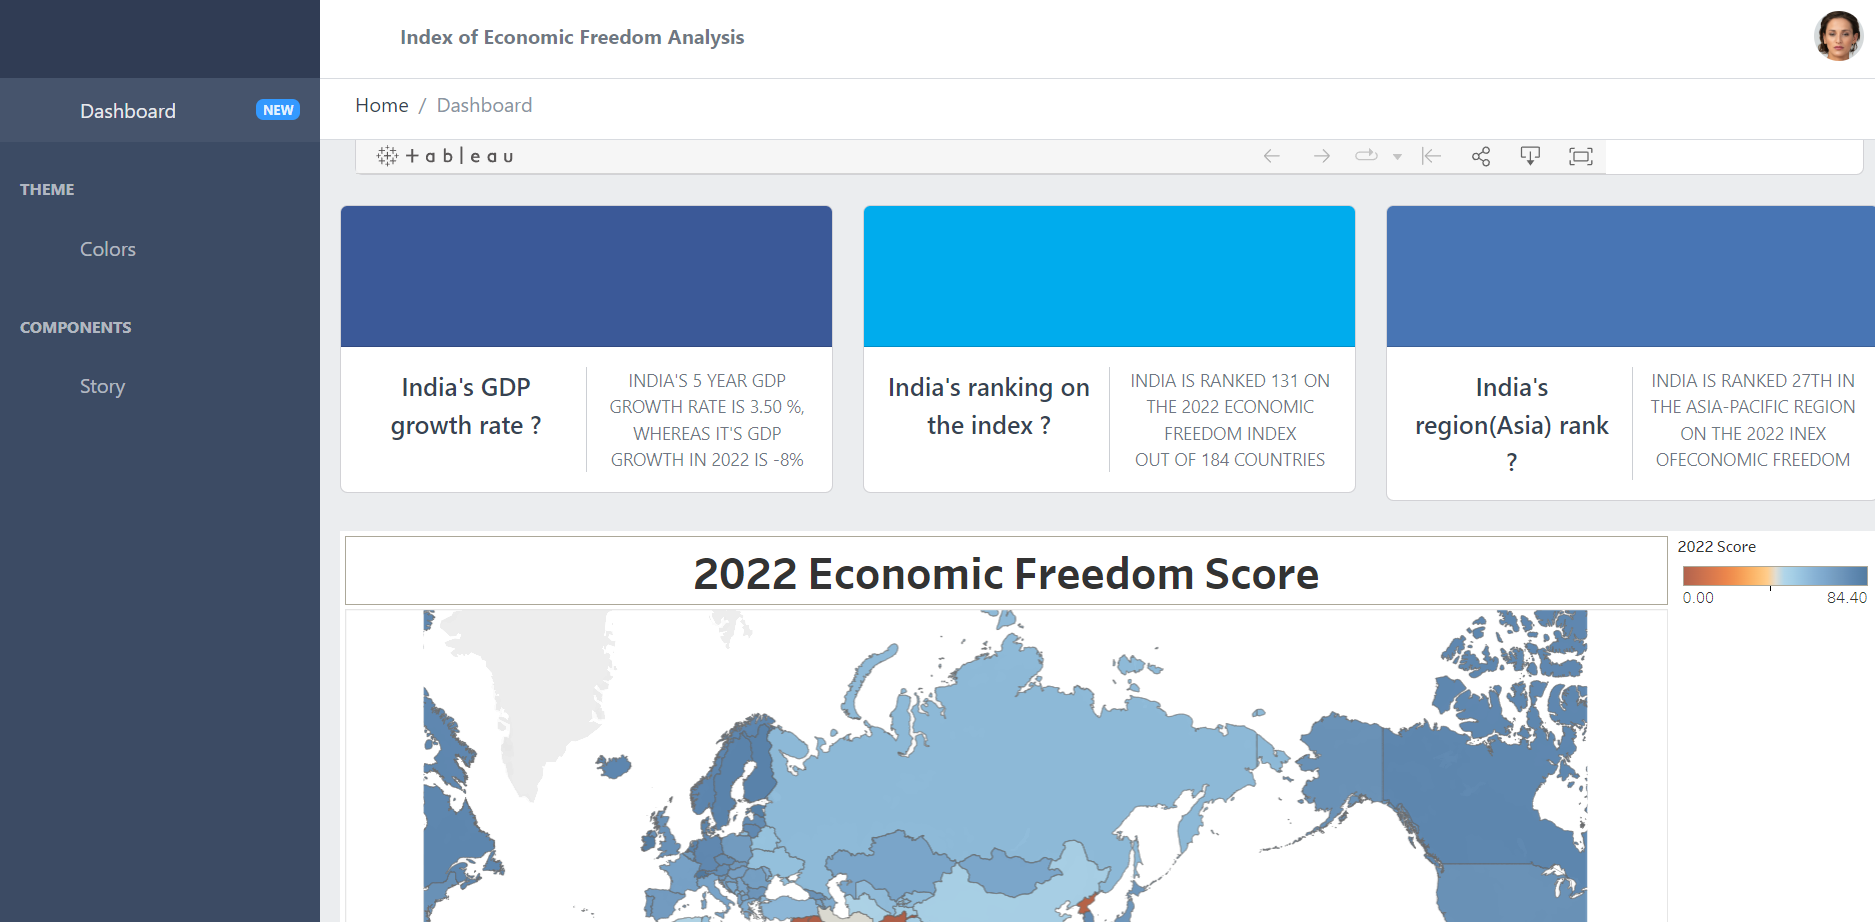 Index of Economic Freedom Analysis
Dashboard NEW
Home / Dashboard
THEME
Colors
COMPONENTS
Story
+ a b l e a u
India's GDP
growth rate ?
INDIA'S 5 YEAR GDP
GROWTH RATE IS 3.50 %,
WHEREAS IT'S GDP
GROWTH IN 2022 IS -8%
India's ranking on
the index ?
INDIA IS RANKED 131 ON
THE 2022 ECONOMIC
FREEDOM INDEX
OUT OF 184 COUNTRIES
India's
region(Asia) rank
?
INDIA IS RANKED 27TH IN
THE ASIA-PACIFIC REGION
ON THE 2022 INEX
OFECONOMIC FREEDOM
2022 Economic Freedom Score
2022 Score
0.00 84.40